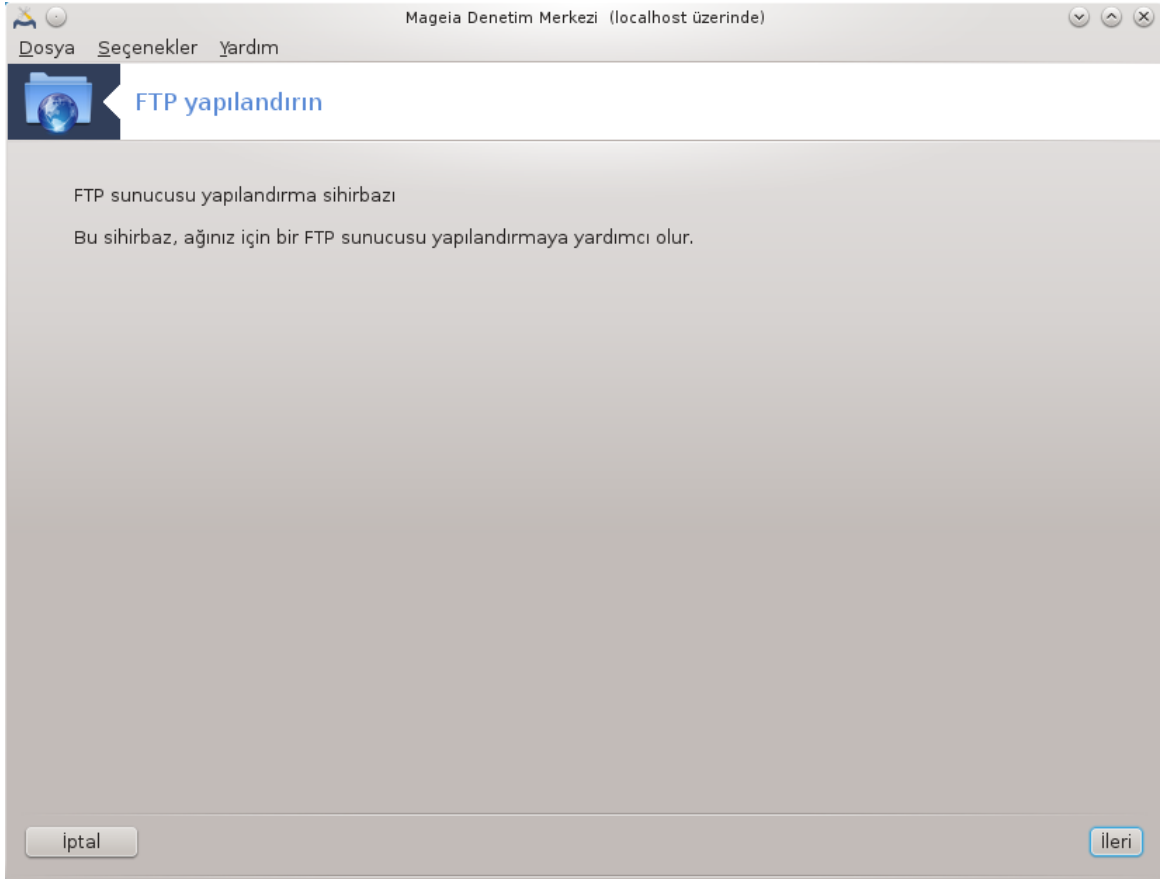 Mageia Denetim Merkezi (localhost üzerinde)
Dosya Seçenekler Yardım
FTP yapılandırın
FTP sunucusu yapılandırma sihirbazı
Bu sihirbaz, ağınız için bir FTP sunucusu yapılandırmaya yardımcı olur.
İptal İleri